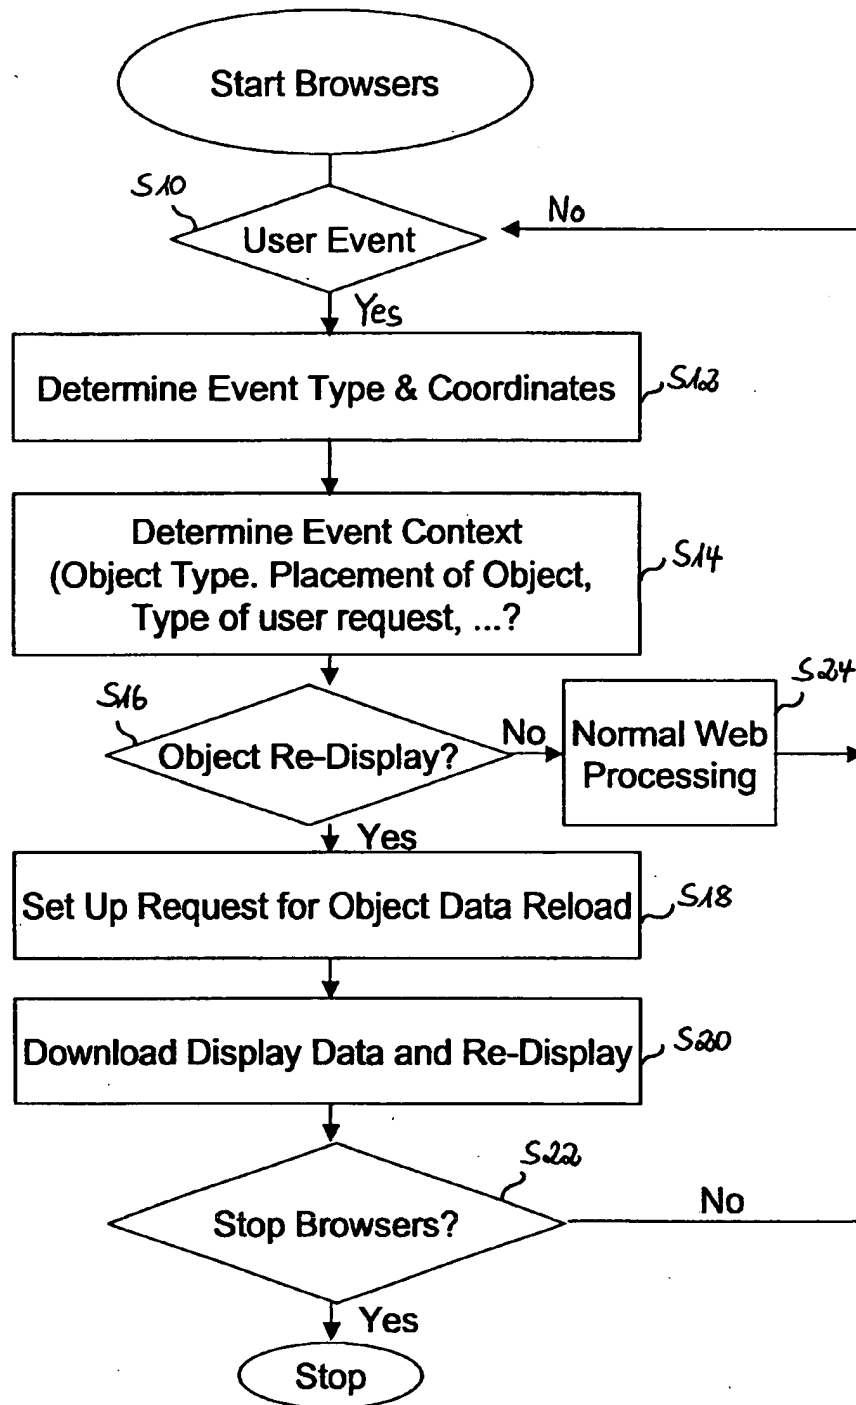 Start Browsers
S10
No
User Event
Yes
Determine Event Type & Coordinates
S12
Determine Event Context
(Object Type. Placement of Object,
Type of user request, ...?
S14
S16
S24
Object Re-Display?
No
Normal Web
Processing
Yes
Set Up Request for Object Data Reload
S18
Download Display Data and Re-Display
S20
S22
Stop Browsers?
No
Yes
Stop